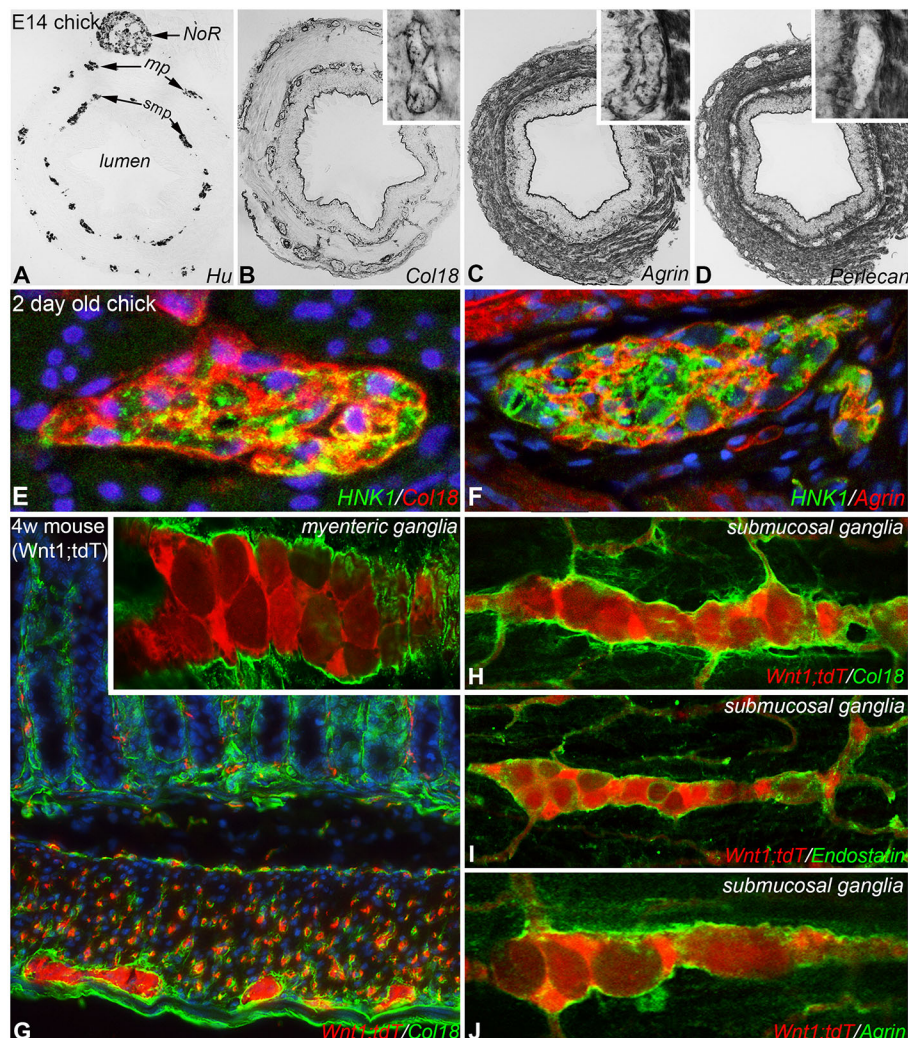 E14 chick
NoR
mp
smp
lumen
A
Hu
B
Col18
C
Agrin
D
Perlecan
2 day old chick
E
HNK1/Col18
F
HNK1/Agrin
4w mouse
(Wnt1;tdT)
myenteric ganglia
G
Wnt1;tdT/Col18
submucosal ganglia
H
Wnt1;tdT/Col18
submucosal ganglia
I
Wnt1;tdT/Endostatin
submucosal ganglia
J
Wnt1;tdT/Agrin